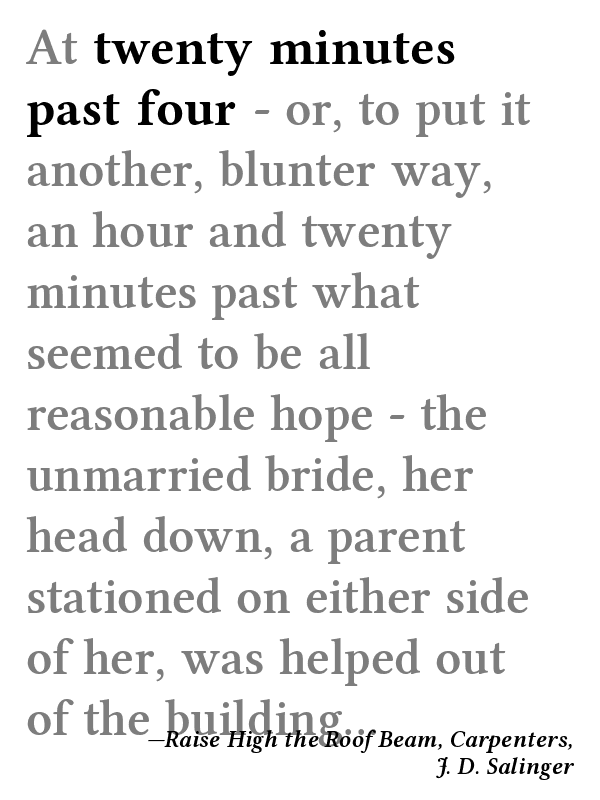 At twenty minutes
past four - or, to put it
another, blunter way,
an hour and twenty
minutes past what
seemed to be all
reasonable hope - the
unmarried bride, her
head down, a parent
stationed on either side
of her, was helped out
of the building...
—Raise High the Roof Beam, Carpenters,
J. D. Salinger